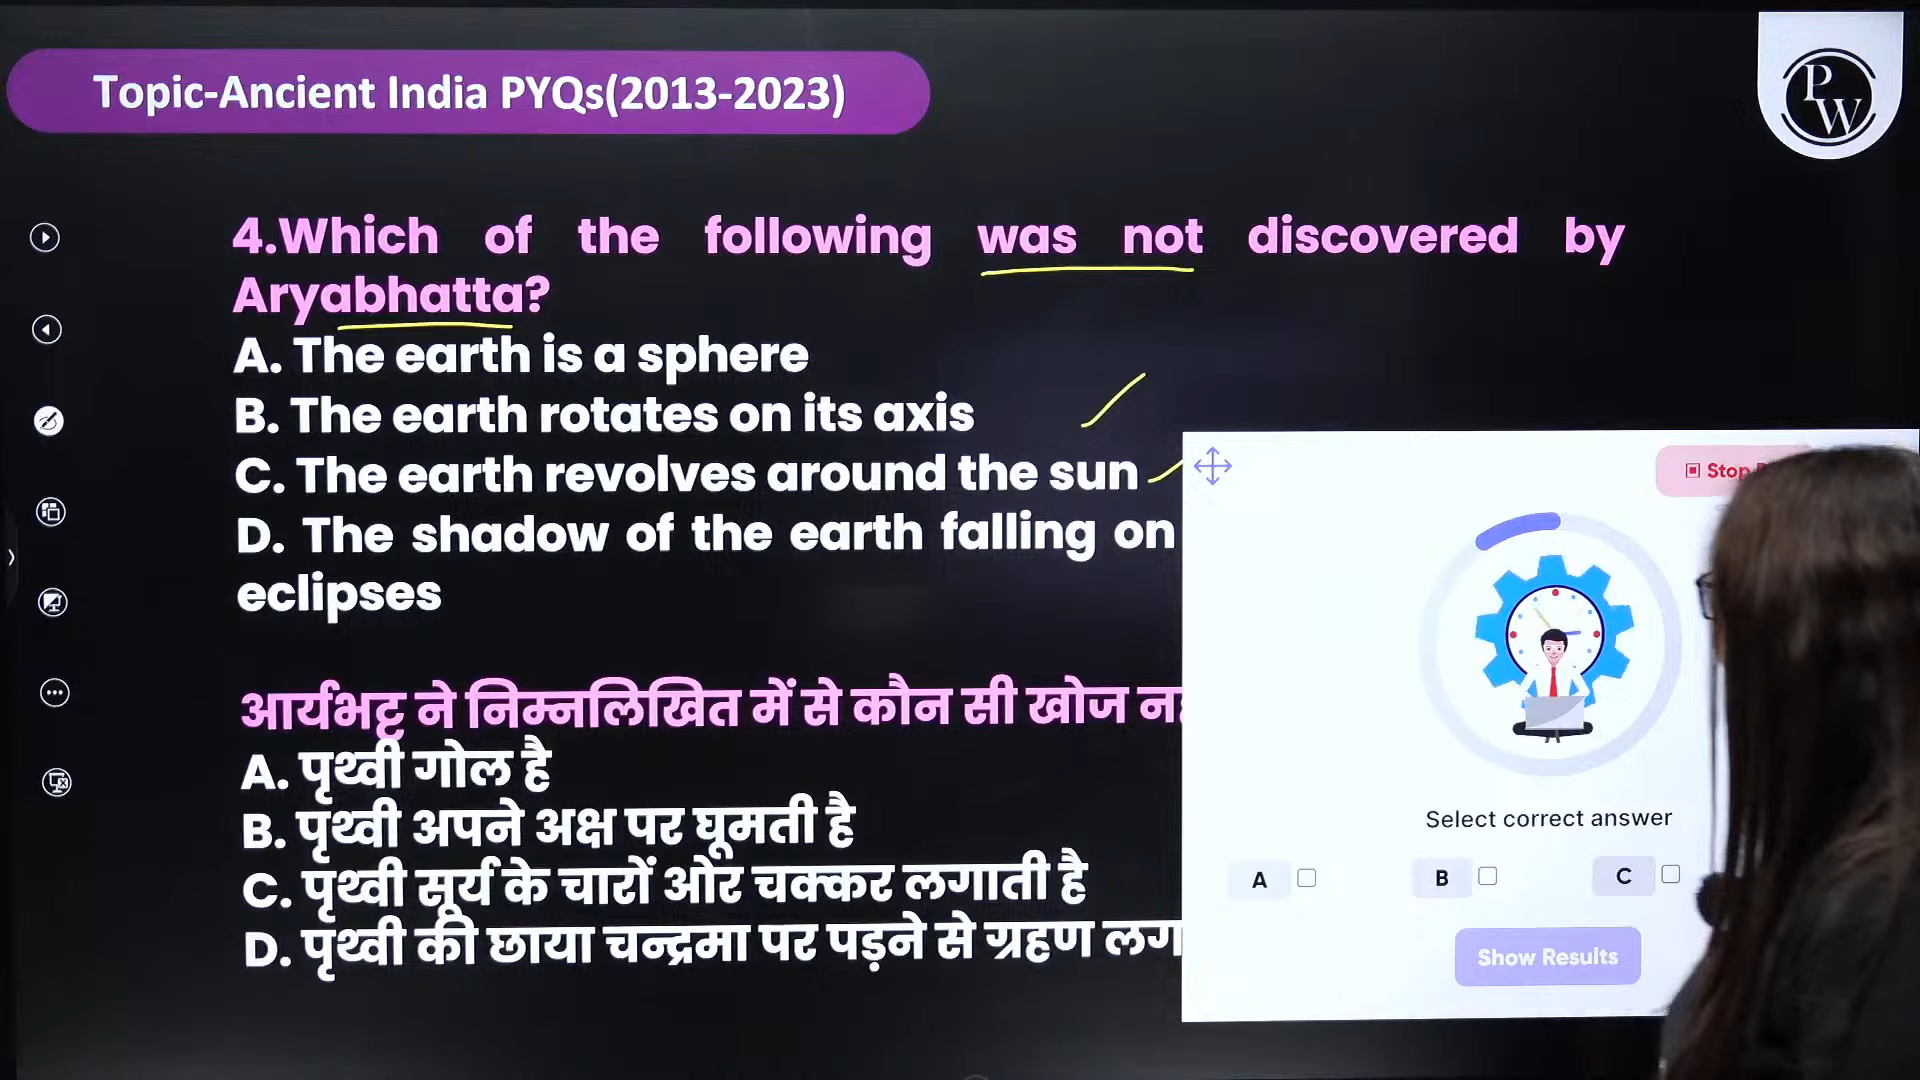 Topic-Ancient India PYQs(2013-2023)
PW
4.Which of the following was not discovered by
Aryabhatta?
A. The earth is a sphere
B. The earth rotates on its axis
C. The earth revolves around the sun
D. The shadow of the earth falling on
eclipses
आर्यभट्ट ने निम्नलिखित में से कौन सी खोज
A. पृथ्वी गोल है
B. पृथ्वी अपने अक्ष पर घूमती है
C. पृथ्वी सूर्य के चारों ओर चक्कर लगाती है
D. पृथ्वी की छाया चन्द्रमा पर पड़ने से ग्रहण
Stop
Select correct answer
A B C
Show Results